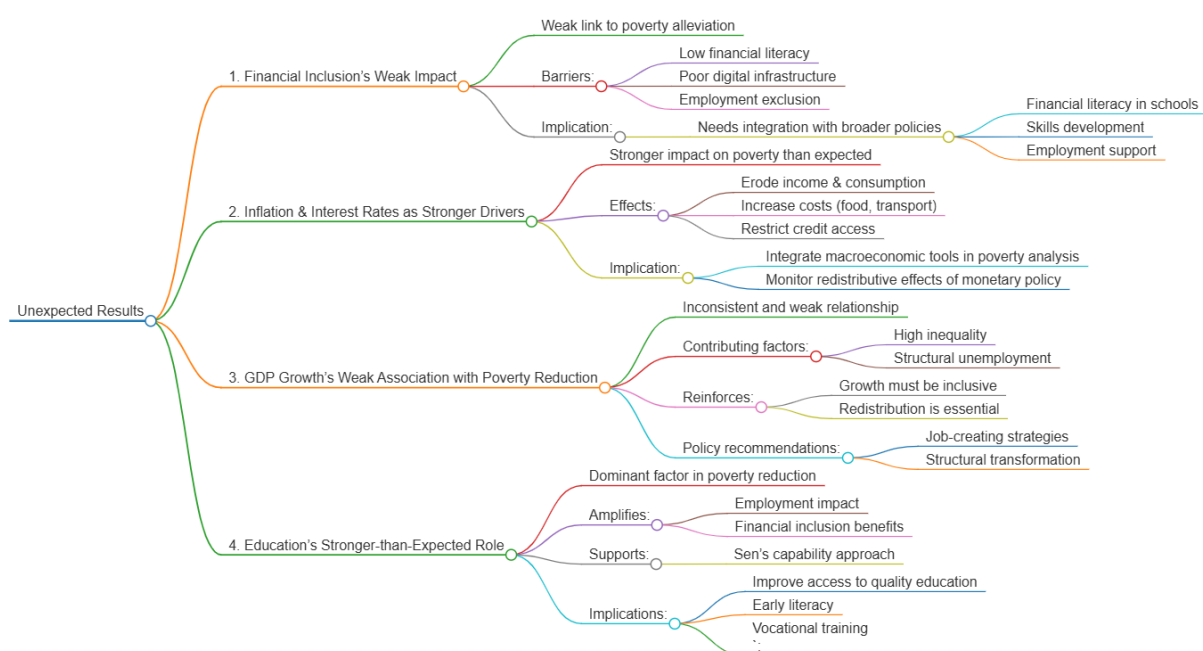 Unexpected Results
1. Financial Inclusion's Weak Impact
Weak link to poverty alleviation
Barriers:
Low financial literacy
Poor digital infrastructure
Employment exclusion
Implication:
Needs integration with broader policies
Financial literacy in schools
Skills development
Employment support
2. Inflation & Interest Rates as Stronger Drivers
Stronger impact on poverty than expected
Effects:
Erode income & consumption
Increase costs (food, transport)
Restrict credit access
Implication:
Integrate macroeconomic tools in poverty analysis
Monitor redistributive effects of monetary policy
3. GDP Growth's Weak Association with Poverty Reduction
Inconsistent and weak relationship
Contributing factors:
High inequality
Structural unemployment
Reinforces:
Growth must be inclusive
Redistribution is essential
Policy recommendations:
Job-creating strategies
Structural transformation
4. Education's Stronger-than-Expected Role
Dominant factor in poverty reduction
Amplifies:
Employment impact
Financial inclusion benefits
Supports:
Sen's capability approach
Implications:
Improve access to quality education
Early literacy
Vocational training